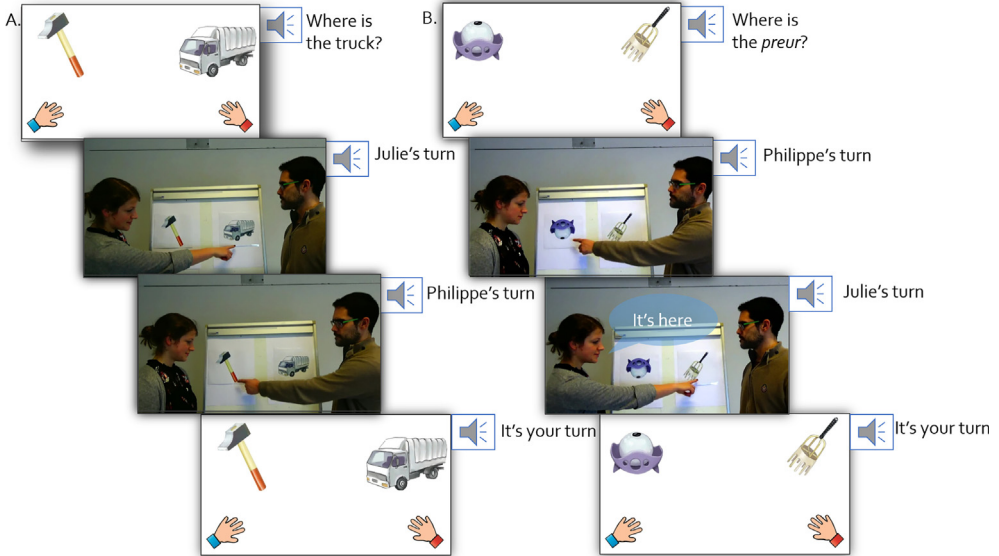 A.
Where is
the truck?
Julie's turn
Philippe's turn
It's your turn
B.
Where is
the preur?
Philippe's turn
It's here
Julie's turn
It's your turn